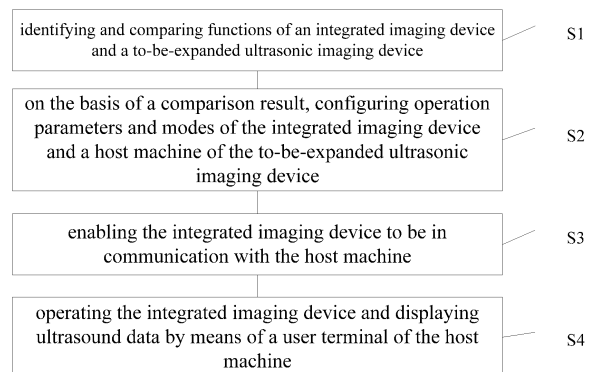 identifying and comparing functions of an integrated imaging device
and a to-be-expanded ultrasonic imaging device
S1
on the basis of a comparison result, configuring operation
parameters and modes of the integrated imaging device
and a host machine of the to-be-expanded ultrasonic
imaging device
S2
enabling the integrated imaging device to be in
communication with the host machine
S3
operating the integrated imaging device and displaying
ultrasound data by means of a user terminal of the host
machine
S4